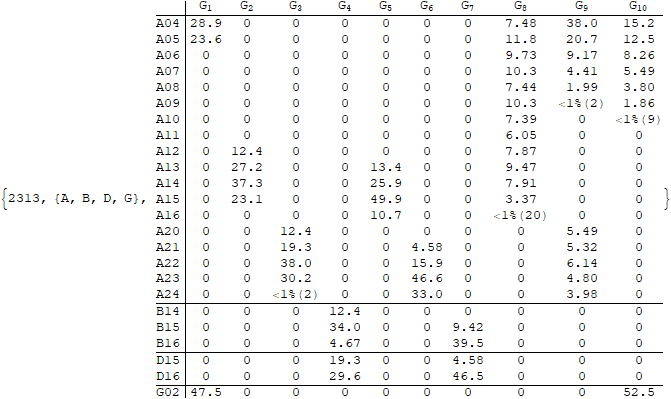 G1 G2 G3 G4 G5 G6 G7 G8 G9 G10
A04 28.9 0 0 0 0 0 0 7.48 38.0 15.2
A05 23.6 0 0 0 0 0 0 11.8 20.7 12.5
A06 0 0 0 0 0 0 0 9.73 9.17 8.26
A07 0 0 0 0 0 0 0 10.3 4.41 5.49
A08 0 0 0 0 0 0 0 7.44 1.99 3.80
A09 0 0 0 0 0 0 0 10.3 <1%(2) 1.86
A10 0 0 0 0 0 0 0 7.39 0 <1%(9)
A11 0 0 0 0 0 0 0 6.05 0 0
A12 0 12.4 0 0 0 0 0 7.87 0 0
A13 0 27.2 0 0 13.4 0 0 9.47 0 0
A14 0 37.3 0 0 25.9 0 0 7.91 0 0
{2313, {A, B, D, G}, A15 0 23.1 0 0 49.9 0 0 3.37 0 0 }
A16 0 0 0 0 10.7 0 0 <1%(20) 0 0
A20 0 0 12.4 0 0 0 0 0 5.49 0
A21 0 0 19.3 0 0 4.58 0 0 5.32 0
A22 0 0 38.0 0 0 15.9 0 0 6.14 0
A23 0 0 30.2 0 0 46.6 0 0 4.80 0
A24 0 0 <1%(2) 0 0 33.0 0 0 3.98 0
B14 0 0 0 12.4 0 0 0 0 0 0
B15 0 0 0 34.0 0 0 9.42 0 0 0
B16 0 0 0 4.67 0 0 39.5 0 0 0
D15 0 0 0 19.3 0 0 4.58 0 0 0
D16 0 0 0 29.6 0 0 46.5 0 0 0
G02 47.5 0 0 0 0 0 0 0 0 52.5